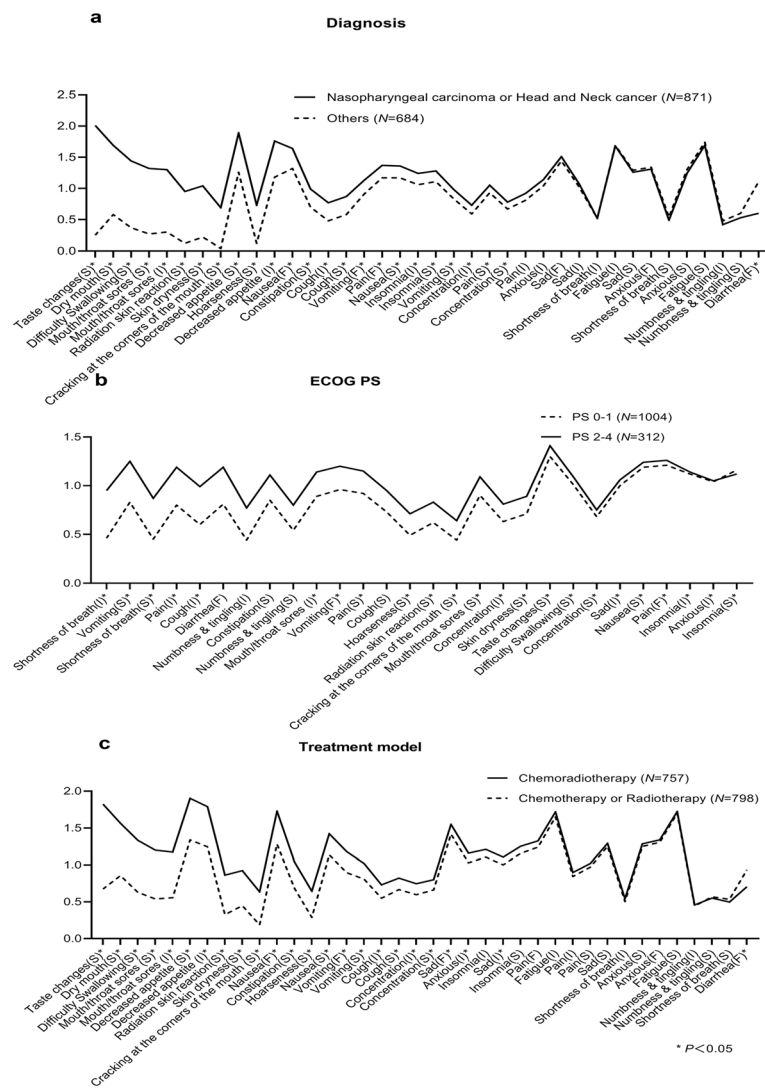 a
Diagnosis
2.5
2.0
1.5
1.0
0.5
0.0
Nasopharyngeal carcinoma or Head and Neck cancer (N=871)
Others (N=684)
Taste changes(S)*
Dry mouth(S)*
Difficulty Swallowing(S)*
Mouth/throat sores(S)*
Mouth/throat sores (I)*
Radiation skin reaction(S)*
Skin dryness(S)*
Cracking at the corners of the mouth (S)*
Decreased appetite (S)*
Hoarseness(S)*
Decreased appetite (I)*
Nausea(F)*
Constipation(S)*
Cough(I)*
Cough(S)*
Vomiting(F)*
Pain(F)*
Nausea(S)*
Insomnia(I)*
Insomnia(S)*
Vomiting(S)*
Concentration(I)*
Pain(S)*
Concentration(S)*
Pain(I)
Anxious(I)
Sad(F)
Sad(I)
Shortness of breath(I)
Fatigue(I)
Sad(S)
Anxious(F)
Shortness of breath(S)
Anxious(S)
Fatigue(S)
Numbness & tingling(I)
Numbness & tingling(S)
Diarrhea(F)*
b
ECOG PS
1.5
1.0
0.5
0.0
PS 0-1 (N=1004)
PS 2-4 (N=312)
Shortness of breath(I)*
Vomiting(S)*
Shortness of breath(S)*
Pain(I)*
Cough(I)*
Diarrhea(F)
Numbness & tingling(I)
Constipation(S)
Numbness & tingling(S)
Mouth/throat sores (I)*
Vomiting(F)*
Pain(S)*
Cough(S)
Hoarseness(S)*
Radiation skin reaction(S)*
Cracking at the corners of the mouth (S)*
Mouth/throat sores (S)*
Concentration(I)*
Skin dryness(S)*
Taste changes(S)*
Difficulty Swallowing(S)*
Concentration(S)*
Sad(I)*
Nausea(S)*
Pain(F)*
Insomnia(I)*
Anxious(I)*
Insomnia(S)*
c
Treatment model
2.0
1.5
1.0
0.5
0.0
Chemoradiotherapy (N=757)
Chemotherapy or Radiotherapy (N=798)
Taste changes(S)*
Dry mouth(S)*
Difficulty Swallowing(S)*
Mouth/throat sores (S)*
Mouth/throat sores (I)*
Decreased appetite (S)*
Decreased appetite (I)*
Radiation skin reaction(S)*
Skin dryness(S)*
Cracking at the corners of the mouth (S)*
Nausea(F)*
Constipation(S)*
Hoarseness(S)*
Nausea(S)*
Vomiting(F)*
Vomiting(S)*
Cough(I)*
Cough(S)*
Concentration(I)*
Concentration(S)*
Sad(F)*
Anxious(I)*
Insomnia(I)*
Sad(I)*
Insomnia(S)*
Pain(F)
Fatigue(I)
Pain(I)
Pain(S)
Sad(S)
Shortness of breath(I)
Anxious(S)
Anxious(F)
Fatigue(S)
Numbness & tingling(I)
Numbness & tingling(S)
Shortness of breath(S)
Diarrhea(F)*
* P<0.05